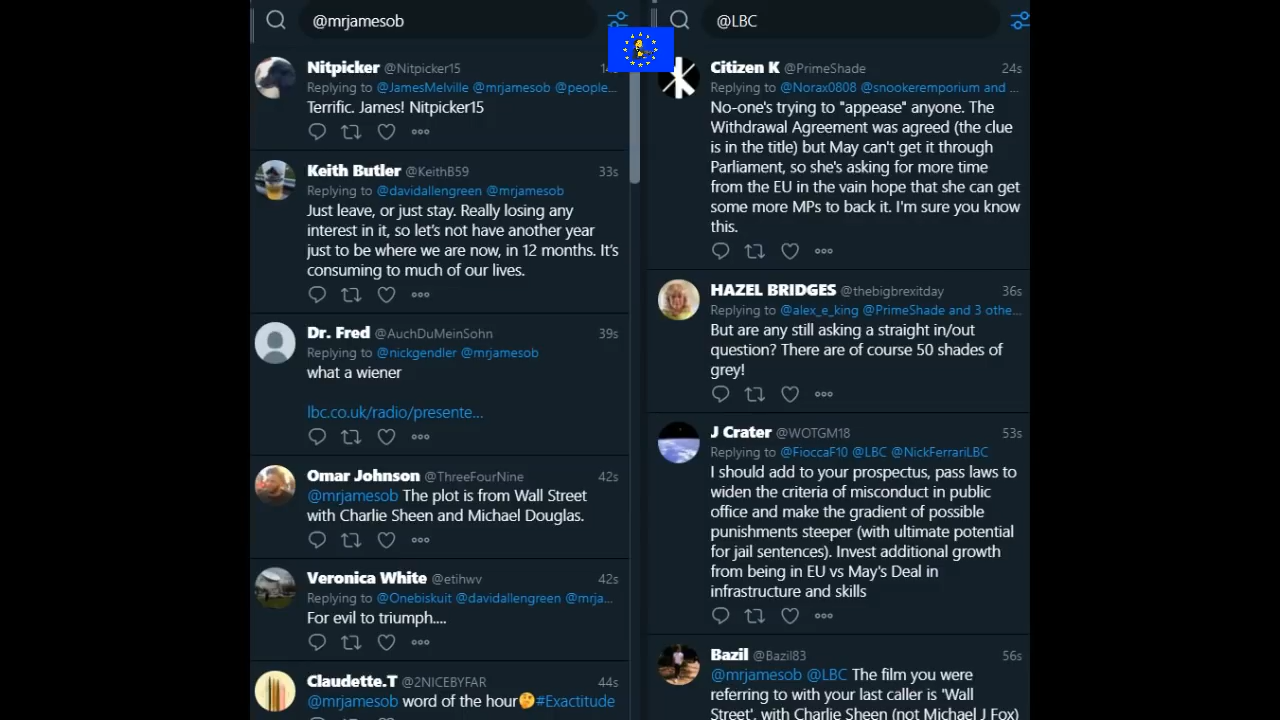 @mrjamesob
Nitpicker @Nitpicker15
Replying to @JamesMelville @mrjamesob @people...
Terrific. James! Nitpicker15
Keith Butler @KeithB59 33s
Replying to @davidallengreen @mrjamesob
Just leave, or just stay. Really losing any
interest in it, so let's not have another year
just to be where we are now, in 12 months. It's
consuming to much of our lives.
Dr. Fred @AuchDuMeinSohn 39s
Replying to @nickgendler @mrjamesob
what a wiener
lbc.co.uk/radio/presente...
Omar Johnson @ThreeFourNine 42s
@mrjamesob The plot is from Wall Street
with Charlie Sheen and Michael Douglas.
Veronica White @etihwv 42s
Replying to @Onebiskuit @davidallengreen @mrja...
For evil to triumph....
Claudette.T @2NICEBYFAR 44s
@mrjamesob word of the hour🤔#Exactitude
@LBC
Citizen K @PrimeShade 24s
Replying to @Norax0808 @snookeremporium and ...
No-one's trying to "appease" anyone. The
Withdrawal Agreement was agreed (the clue
is in the title) but May can't get it through
Parliament, so she's asking for more time
from the EU in the vain hope that she can get
some more MPs to back it. I'm sure you know
this.
HAZEL BRIDGES @thebigbrexitday 36s
Replying to @alex_e_king @PrimeShade and 3 othe...
But are any still asking a straight in/out
question? There are of course 50 shades of
grey!
J Crater @WOTGM18 53s
Replying to @FioccaF10 @LBC @NickFerrariLBC
I should add to your prospectus, pass laws to
widen the criteria of misconduct in public
office and make the gradient of possible
punishments steeper (with ultimate potential
for jail sentences). Invest additional growth
from being in EU vs May's Deal in
infrastructure and skills
Bazil @Bazil83 56s
@mrjamesob @LBC The film you were
referring to with your last caller is 'Wall
Street', with Charlie Sheen (not Michael J Fox)